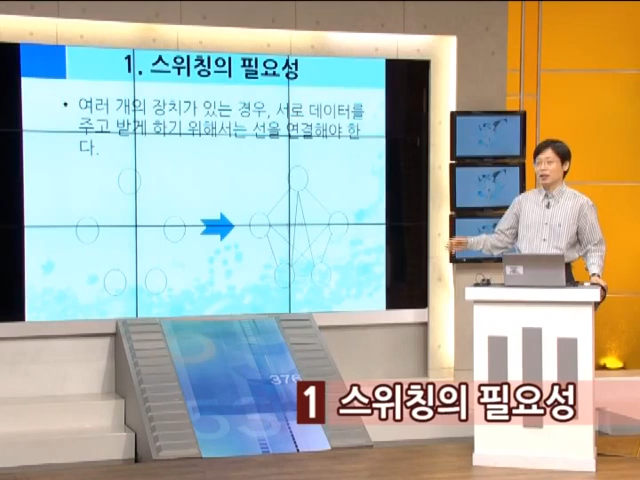 1. 스위칭의 필요성
• 여러 개의 장치가 있는 경우, 서로 데이터를
주고 받게 하기 위해서는 선을 연결해야 한
다.
376
1 스위칭의 필요성